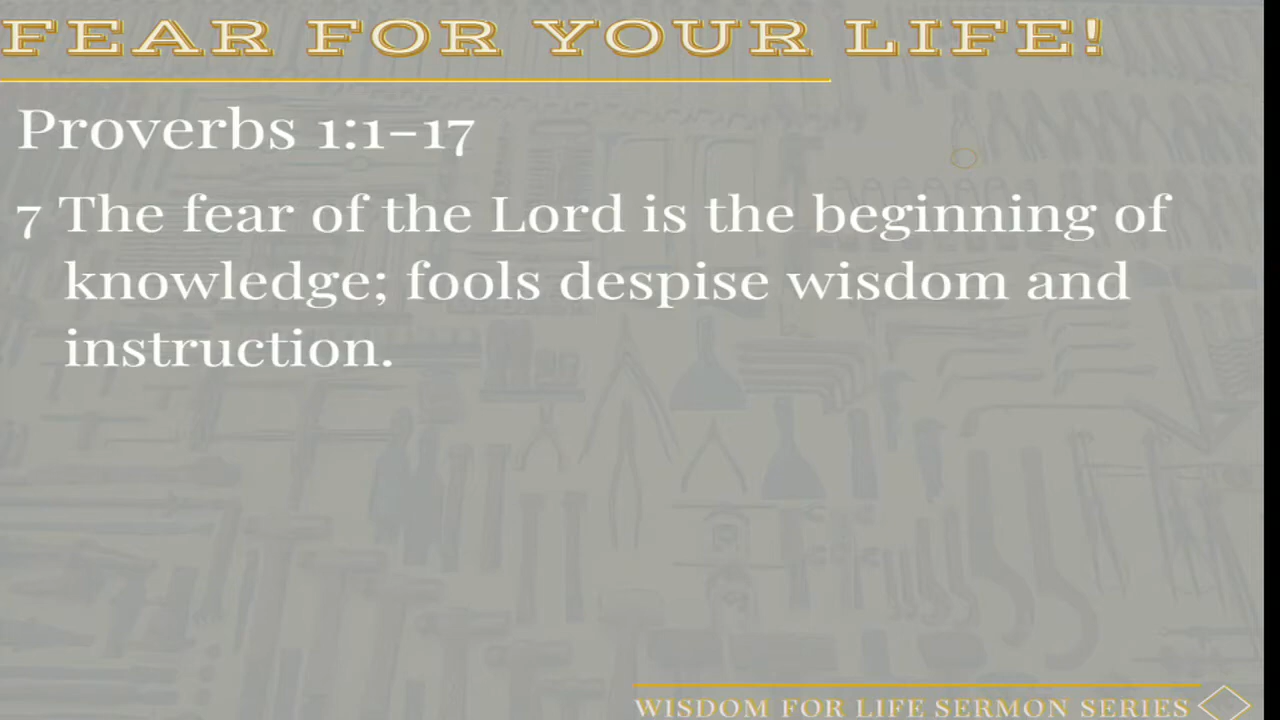 FEAR FOR YOUR LIFE!
Proverbs 1:1-17
7 The fear of the Lord is the beginning of
knowledge; fools despise wisdom and
instruction.
WISDOM FOR LIFE SERMON SERIES